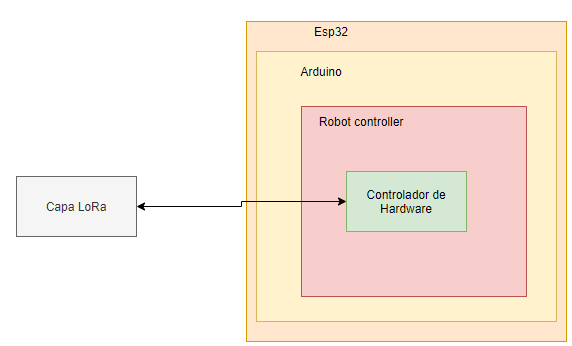 Esp32
Arduino
Robot controller
Capa LoRa
Controlador de
Hardware